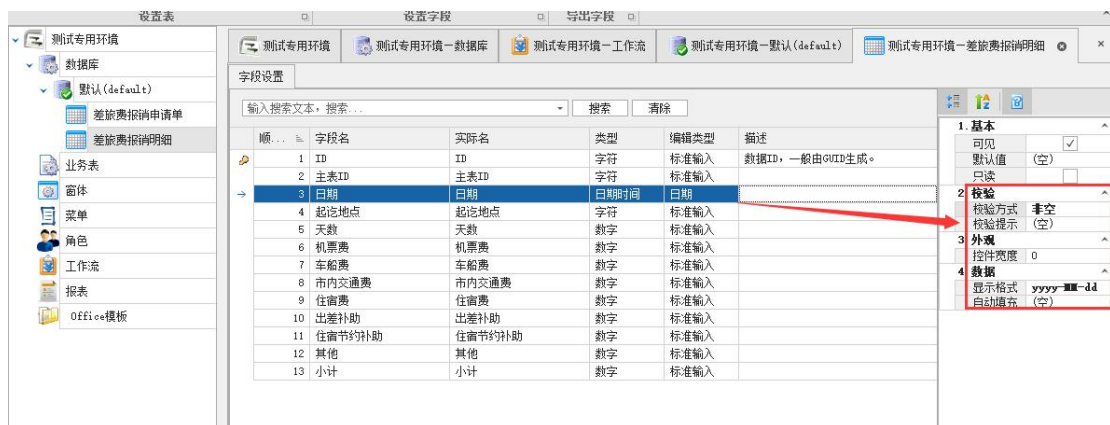 设置表 设置字段 导出字段
测试专用环境
数据库
默认(default)
差旅费报销申请单
差旅费报销明细
业务表
窗体
菜单
角色
工作流
报表
Office模板
测试专用环境 测试专用环境－数据库 测试专用环境－工作流 测试专用环境－默认(default) 测试专用环境－差旅费报销明细
字段设置
输入搜索文本，搜索... 搜索 清除
顺... 字段名 实际名 类型 编辑类型 描述
1 ID ID 字符 标准输入 数据ID，一般由GUID生成。
2 主表ID 主表ID 字符 标准输入
3 日期 日期 日期时间 日期
4 起讫地点 起讫地点 字符 标准输入
5 天数 天数 数字 标准输入
6 机票费 机票费 数字 标准输入
7 车船费 车船费 数字 标准输入
8 市内交通费 市内交通费 数字 标准输入
9 住宿费 住宿费 数字 标准输入
10 出差补助 出差补助 数字 标准输入
11 住宿节约补助 住宿节约补助 数字 标准输入
12 其他 其他 数字 标准输入
13 小计 小计 数字 标准输入
1.基本
可见
默认值 (空)
只读
2 校验
校验方式 非空
校验提示 (空)
3 外观
控件宽度 0
4 数据
显示格式 yyyy-MM-dd
自动填充 (空)